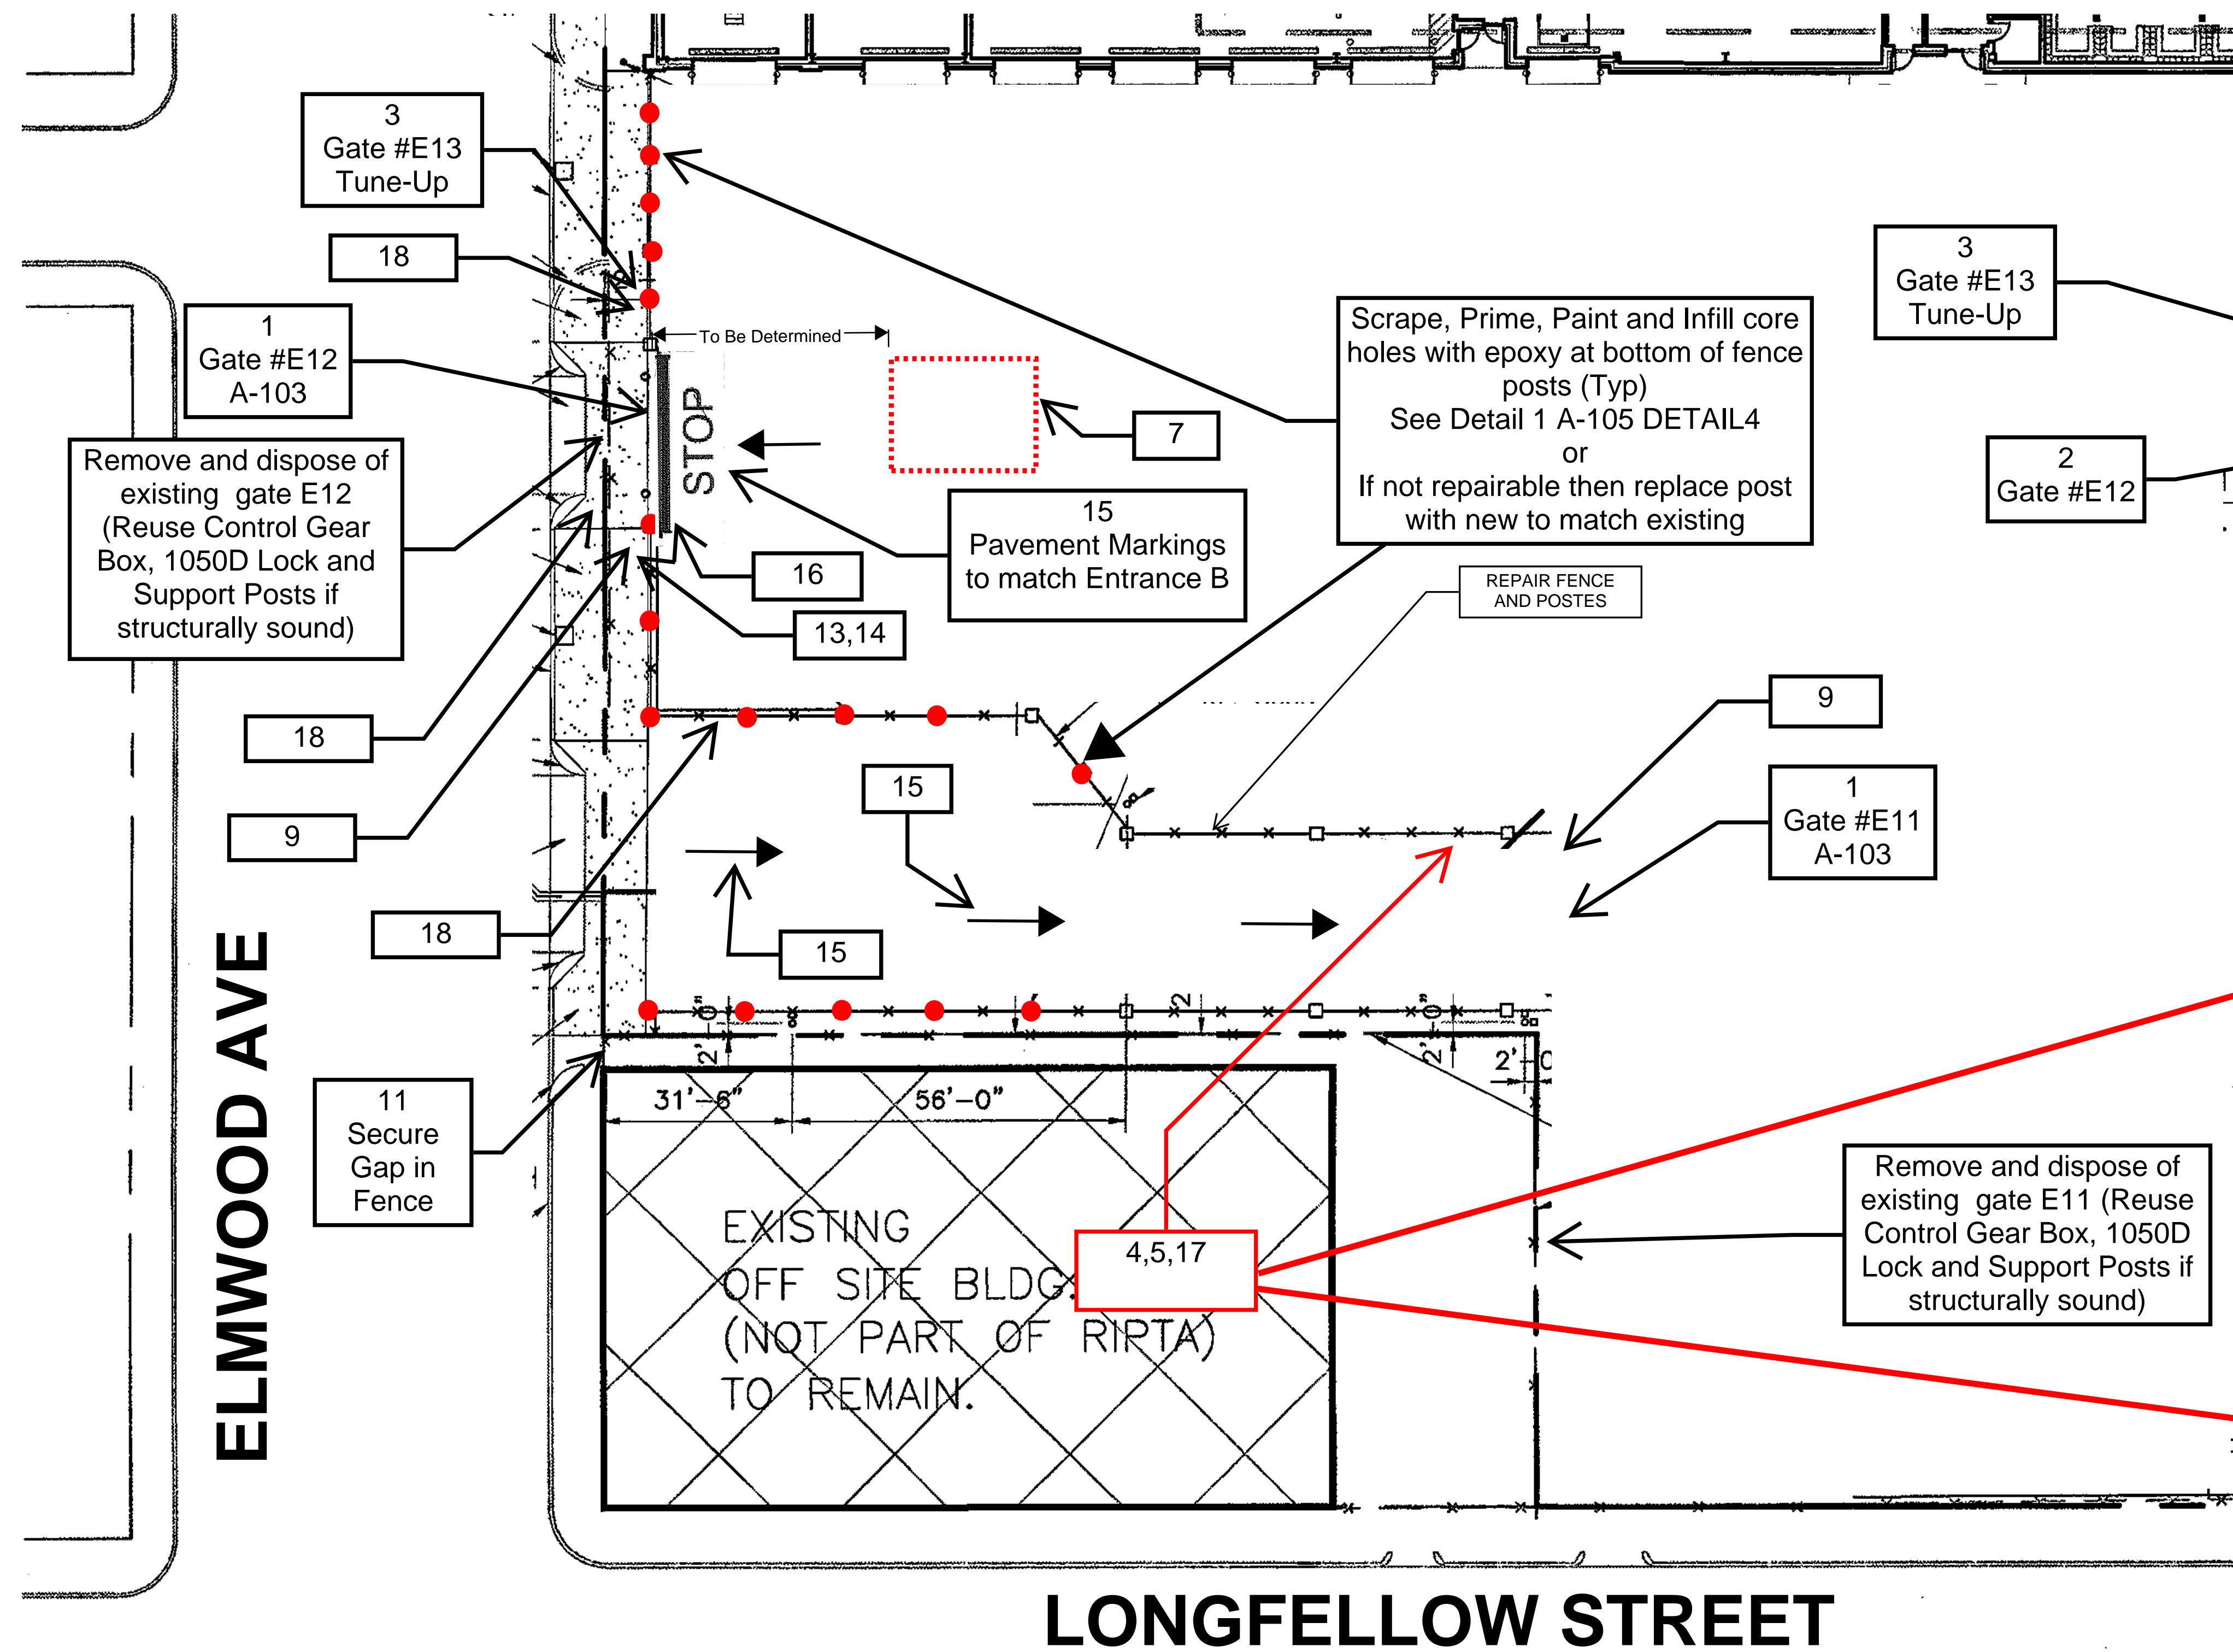 3
Gate #E13
Tune-Up
18
1
Gate #E12
A-103
Remove and dispose of
existing gate E12
(Reuse Control Gear
Box, 1050D Lock and
Support Posts if
structurally sound)
18
9
18
11
Secure
Gap in
Fence
ELMWOOD AVE
To Be Determined
STOP
7
15
Pavement Markings
to match Entrance B
16
13,14
Scrape, Prime, Paint and Infill core
holes with epoxy at bottom of fence
posts (Typ)
See Detail 1 A-105 DETAIL4
or
If not repairable then replace post
with new to match existing
REPAIR FENCE
AND POSTES
3
Gate #E13
Tune-Up
2
Gate #E12
9
1
Gate #E11
A-103
15
15
2'-0"
2
2'-0"
2'-0
31'-6"
56'-0"
EXISTING
OFF SITE BLDG.
(NOT PART OF RIPTA)
TO REMAIN.
4,5,17
Remove and dispose of
existing gate E11 (Reuse
Control Gear Box, 1050D
Lock and Support Posts if
structurally sound)
LONGFELLOW STREET